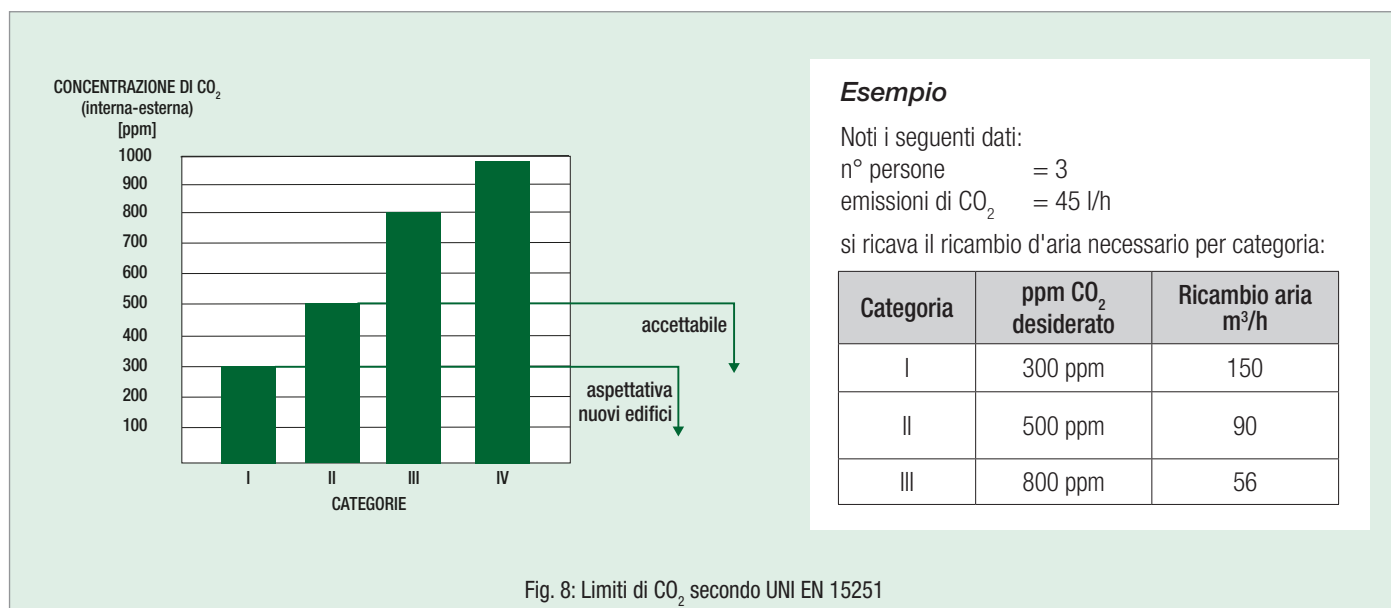 CONCENTRAZIONE DI CO₂
(interna-esterna)
[ppm]
1000
900
800
700
600
500
400
300
200
100
I II III IV
CATEGORIE
accettabile
aspettativa
nuovi edifici
Esempio
Noti i seguenti dati:
n° persone = 3
emissioni di CO₂ = 45 l/h
si ricava il ricambio d'aria necessario per categoria:
Categoria ppm CO₂ desiderato Ricambio aria m³/h
I 300 ppm 150
II 500 ppm 90
III 800 ppm 56
Fig. 8: Limiti di CO₂ secondo UNI EN 15251